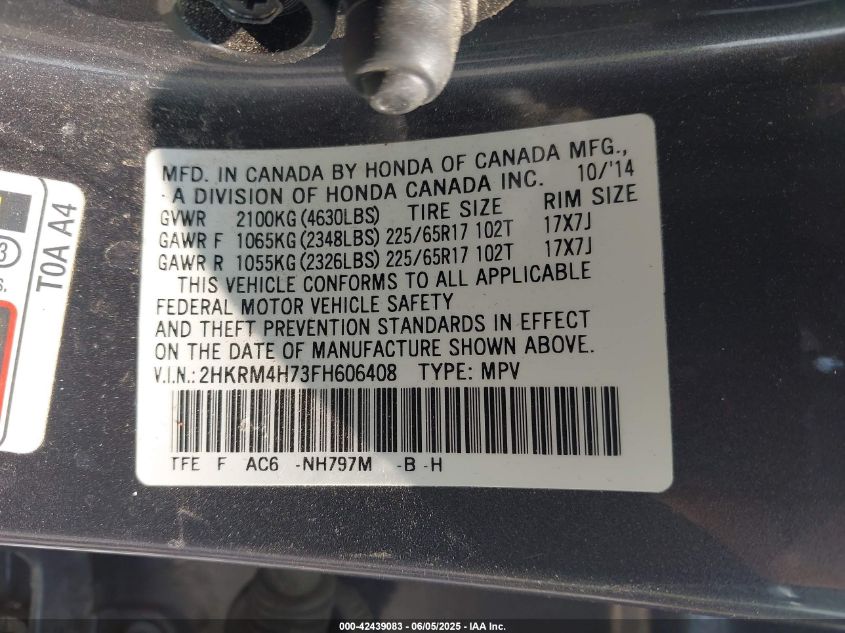 MFD. IN CANADA BY HONDA OF CANADA MFG.,
A DIVISION OF HONDA CANADA INC. 10/'14
GVWR 2100KG (4630LBS) TIRE SIZE RIM SIZE
GAWR F 1065KG (2348LBS) 225/65R17 102T 17X7J
GAWR R 1055KG (2326LBS) 225/65R17 102T 17X7J
THIS VEHICLE CONFORMS TO ALL APPLICABLE
FEDERAL MOTOR VEHICLE SAFETY
AND THEFT PREVENTION STANDARDS IN EFFECT
ON THE DATE OF MANUFACTURE SHOWN ABOVE.
V.I.N.: 2HKRM4H73FH606408 TYPE: MPV
TFE F AC6 -NH797M -B -H
T0A A4
3
S.
000-42439083 - 06/05/2025 - IAA Inc.